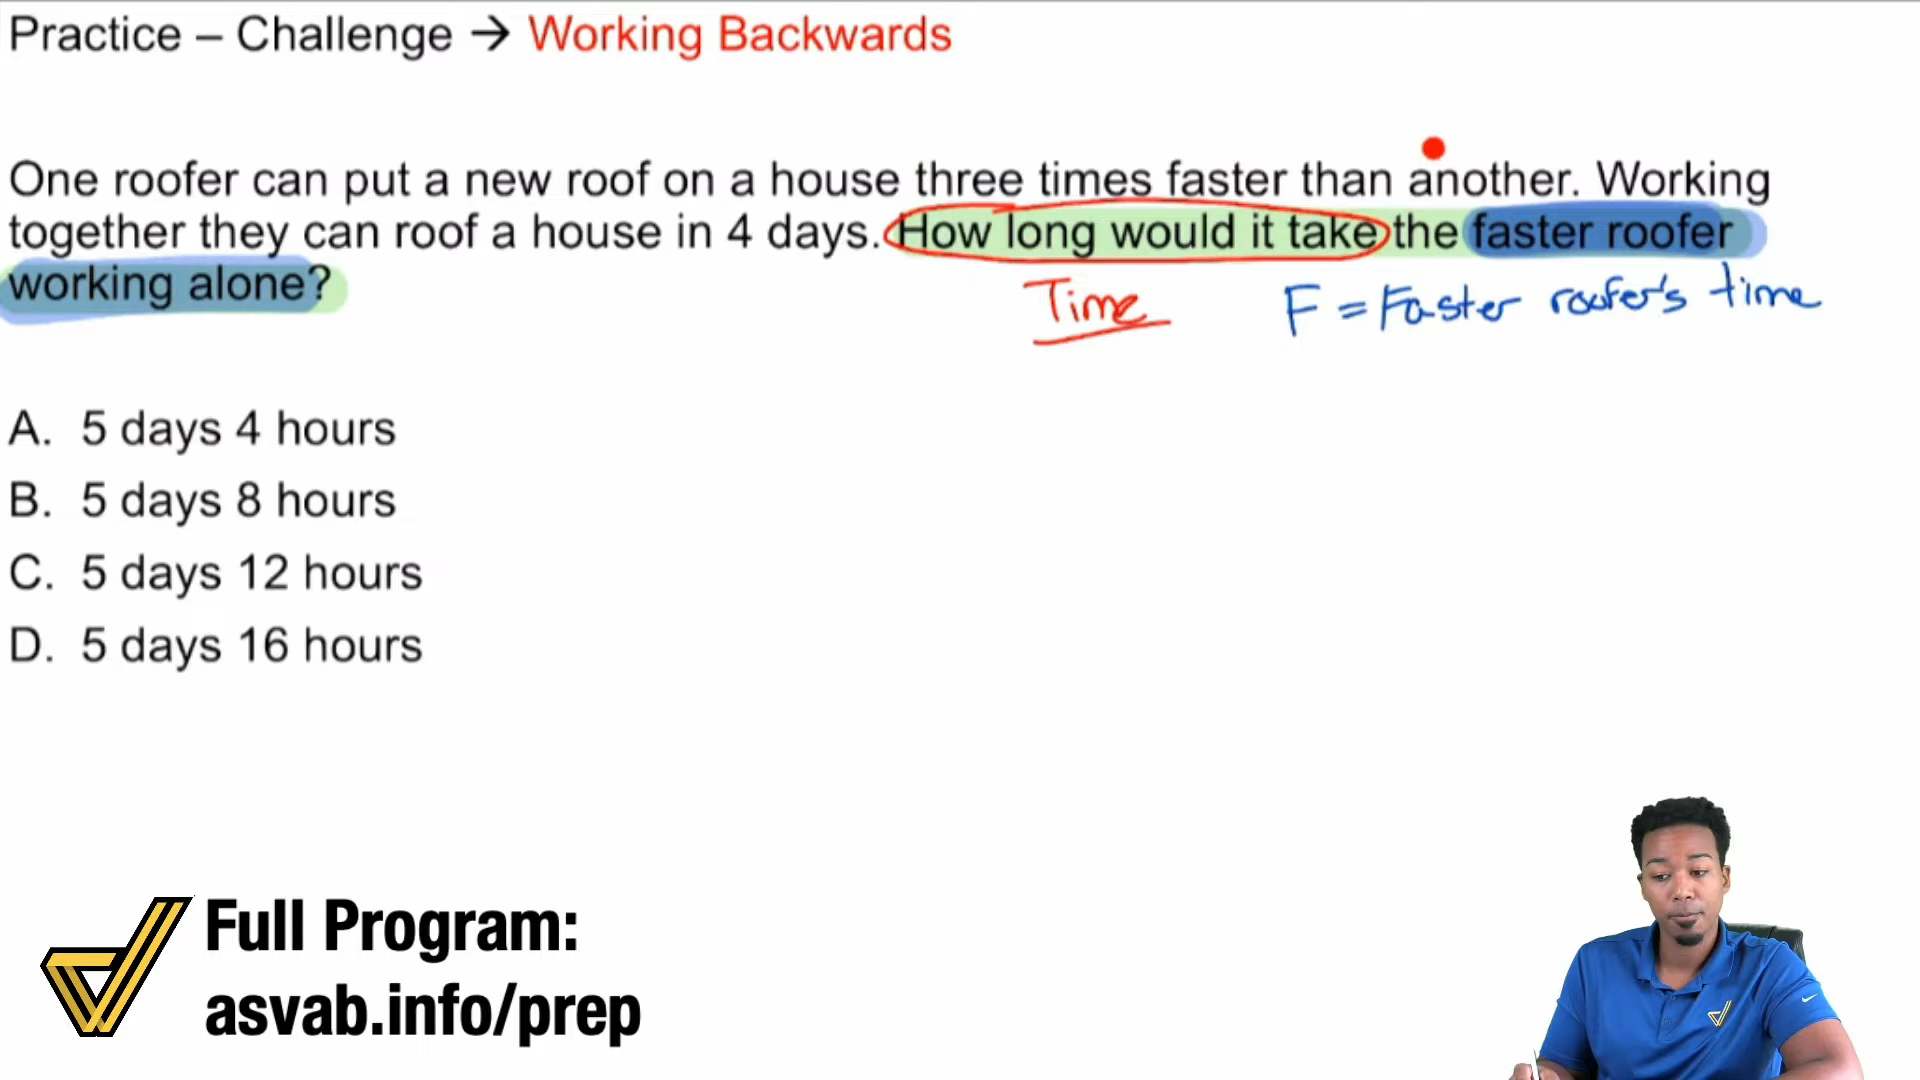 Practice – Challenge → Working Backwards
One roofer can put a new roof on a house three times faster than another. Working
together they can roof a house in 4 days. How long would it take the faster roofer
working alone?
Time
F = Faster roofer's time
A. 5 days 4 hours
B. 5 days 8 hours
C. 5 days 12 hours
D. 5 days 16 hours
Full Program:
asvab.info/prep